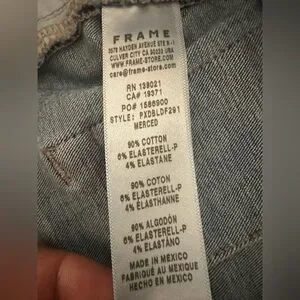 FRAME
3578 HAYDEN AVENUE STE K-1
CULVER CITY CA 90230 USA
WWW.FRAME-STORE.COM
care@frame-store.com
RN 139021
CA# 19371
PO# 1586900
STYLE: PXDBLDF291
MERCED
90% COTTON
6% ELASTERELL-P
4% ELASTANE
90% COTON
6% ELASTERELL-P
4% ELASTHANNE
90% ALGODÓN
6% ELASTERELL-P
4% ELASTANO
MADE IN MEXICO
FABRIQUÉ AU MEXIQUE
HECHO EN MEXICO